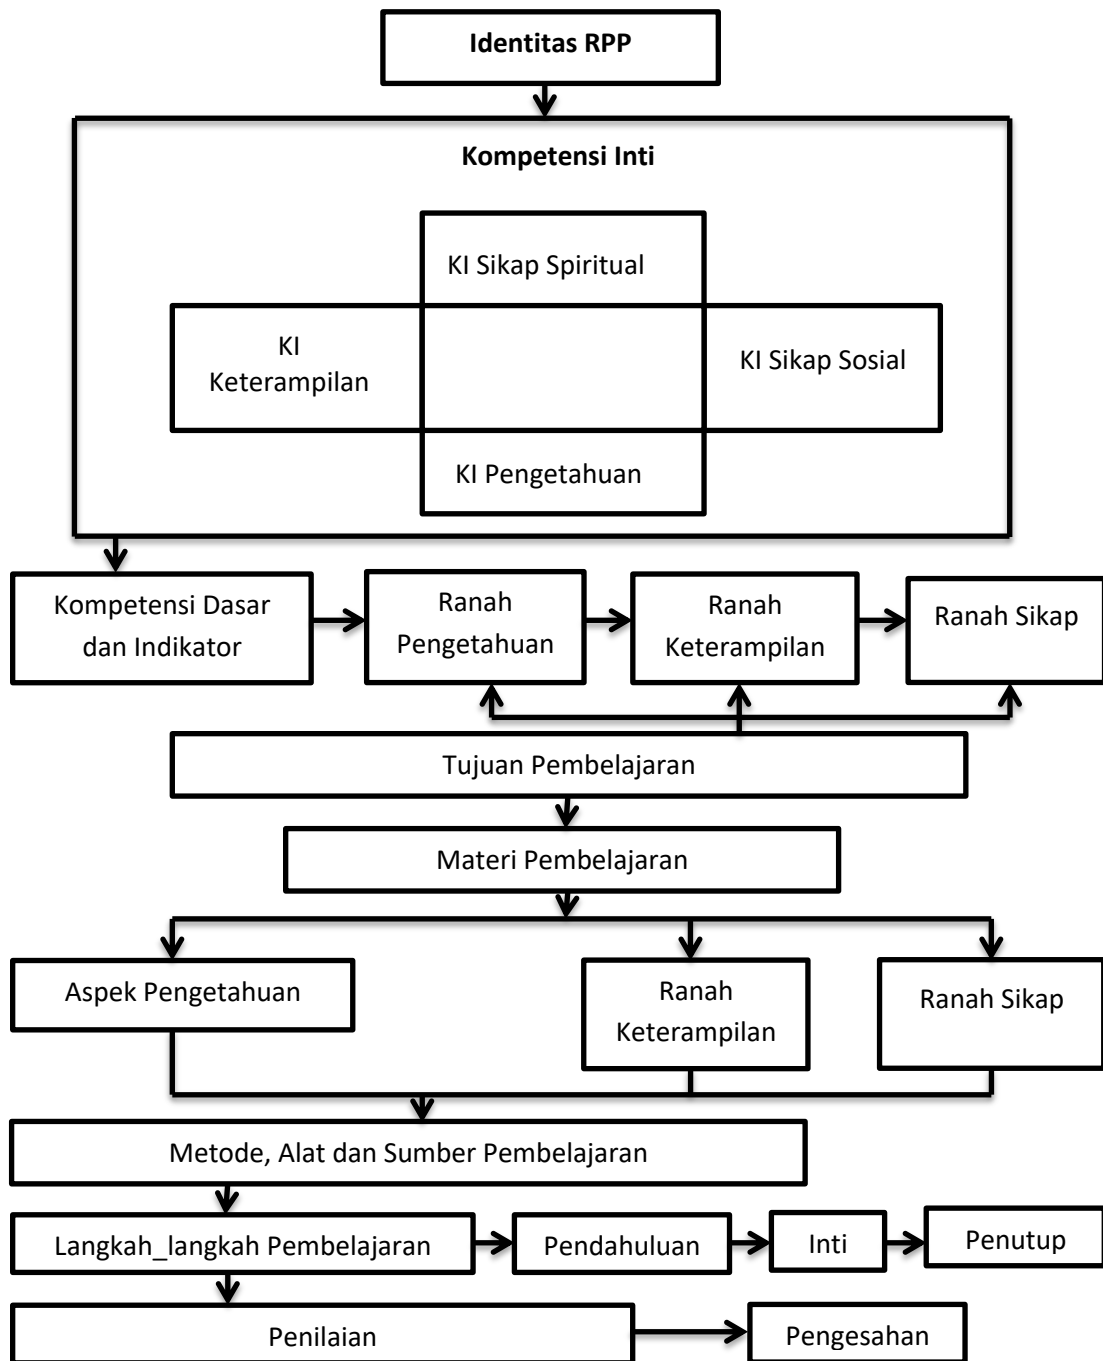 Identitas RPP
Kompetensi Inti
KI Sikap Spiritual
KI
Keterampilan
KI Sikap Sosial
KI Pengetahuan
Kompetensi Dasar
dan Indikator
Ranah
Pengetahuan
Ranah
Keterampilan
Ranah Sikap
Tujuan Pembelajaran
Materi Pembelajaran
Aspek Pengetahuan
Ranah
Keterampilan
Ranah Sikap
Metode, Alat dan Sumber Pembelajaran
Langkah_langkah Pembelajaran
Pendahuluan
Inti
Penutup
Penilaian
Pengesahan